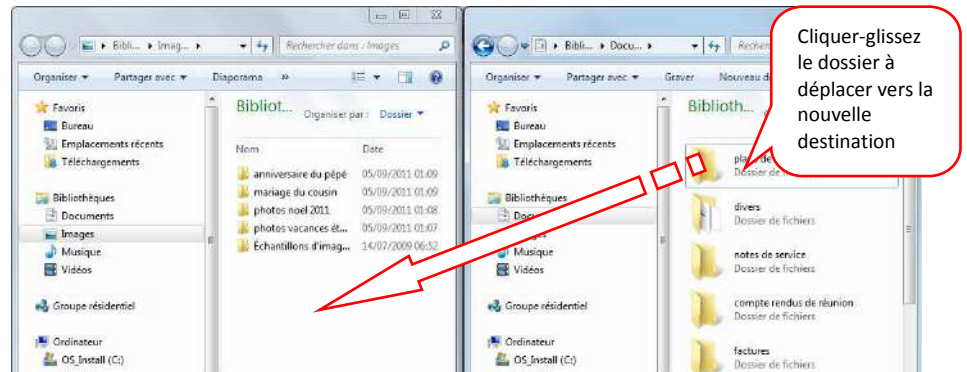 Bibli... ▸ Imag... ▸
Rechercher dans : Images
Organiser ▾ Partager avec ▾ Diaporama »
Favoris
Bureau
Emplacements récents
Téléchargements
Bibliothèques
Documents
Images
Musique
Vidéos
Groupe résidentiel
Ordinateur
OS_Install (C:)
Bibliot...
Organiser par : Dossier ▾
Nom Date
anniversaire du pépé 05/09/2011 01:09
mariage du cousin 05/09/2011 01:09
photos noel 2011 05/09/2011 01:08
photos vacances ét... 05/09/2011 01:07
Échantillons d'imag... 14/07/2009 06:52
Bibli... ▸ Docu... ▸
Organiser ▾ Partager avec ▾ Graver Nouveau d
Favoris
Bureau
Emplacements récents
Téléchargements
Bibliothèques
Musique
Vidéos
Groupe résidentiel
Ordinateur
OS_Install (C:)
Biblioth...
Dossier de
divers
Dossier de fichiers
notes de service
Dossier de fichiers
compte rendus de réunion
Dossier de fichiers
factures
Dossier de fichiers
Cliquer-glissez
le dossier à
déplacer vers la
nouvelle
destination